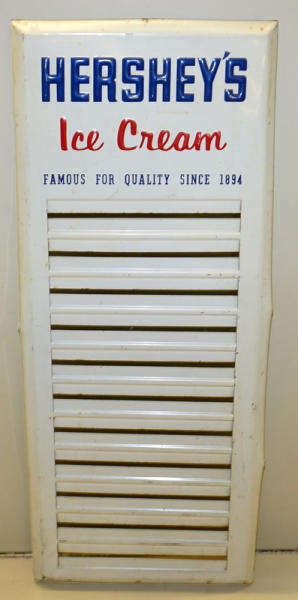 HERSHEY'S
Ice Cream
FAMOUS FOR QUALITY SINCE 1894